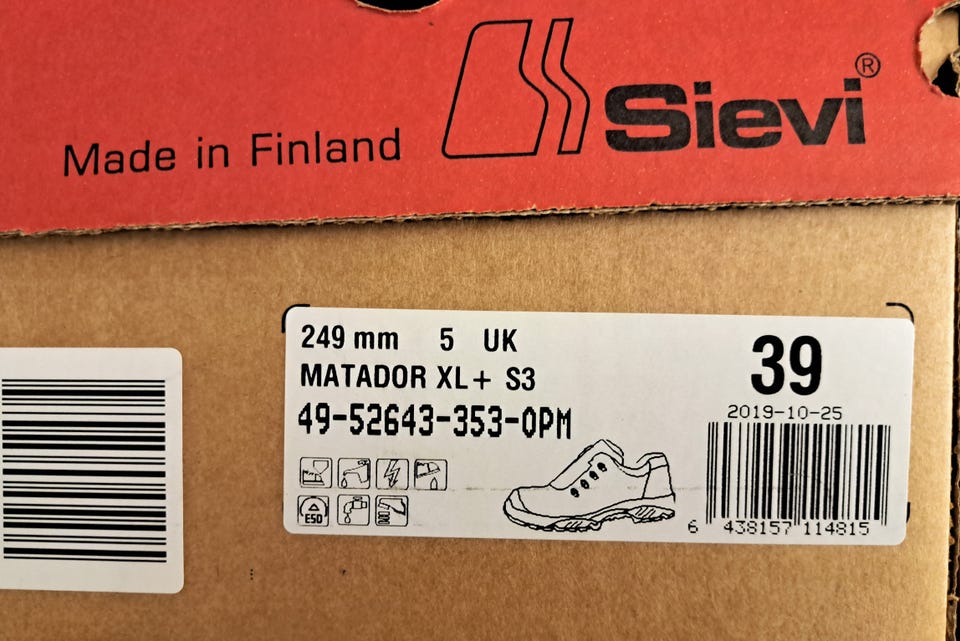 Made in Finland
Sievi®
249 mm 5 UK
MATADOR XL+ S3
49-52643-353-0PM
39
2019-10-25
ESD
6 438157 114815